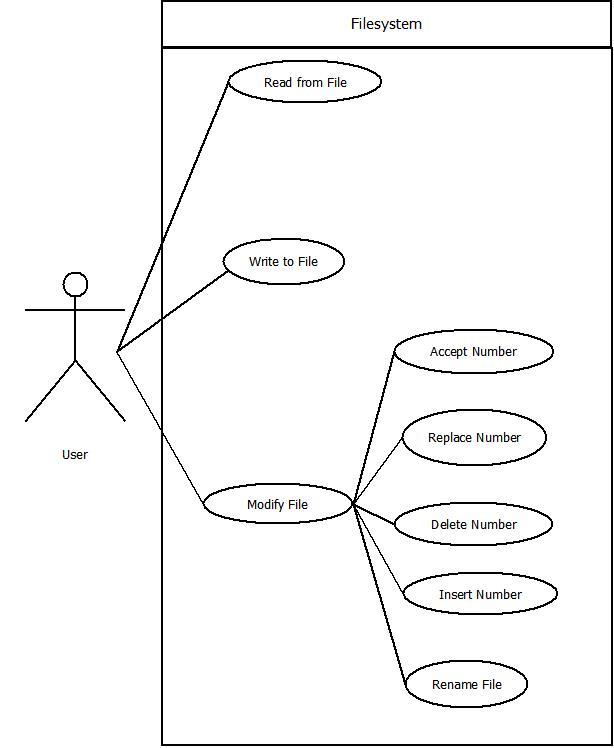 Filesystem
Read from File
Write to File
User
Modify File
Accept Number
Replace Number
Delete Number
Insert Number
Rename File